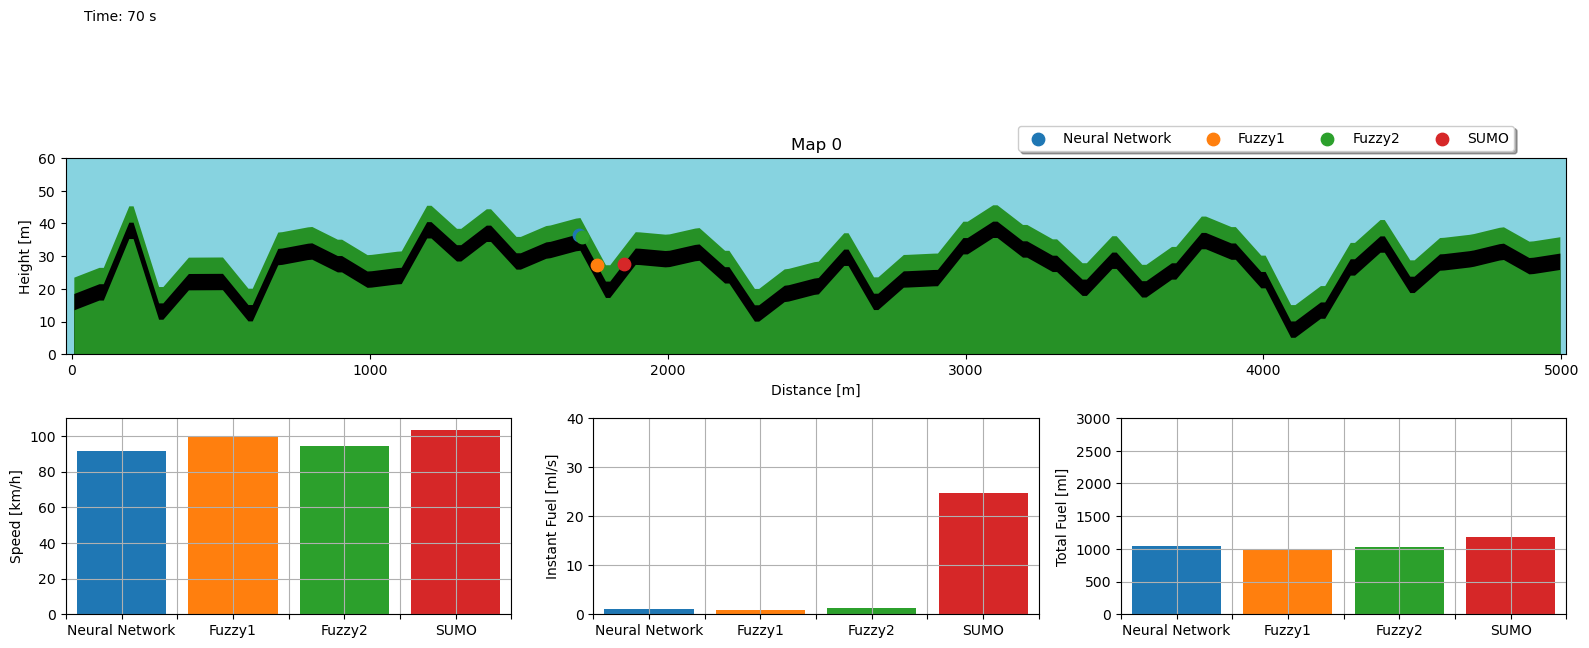 Time: 70 s
Map 0
Neural Network Fuzzy1 Fuzzy2 SUMO
Height [m]
60
50
40
30
20
10
0
0 1000 2000 3000 4000 5000
Distance [m]
Speed [km/h]
100
80
60
40
20
0
Neural Network Fuzzy1 Fuzzy2 SUMO
Instant Fuel [ml/s]
40
30
20
10
0
Neural Network Fuzzy1 Fuzzy2 SUMO
Total Fuel [ml]
3000
2500
2000
1500
1000
500
0
Neural Network Fuzzy1 Fuzzy2 SUMO